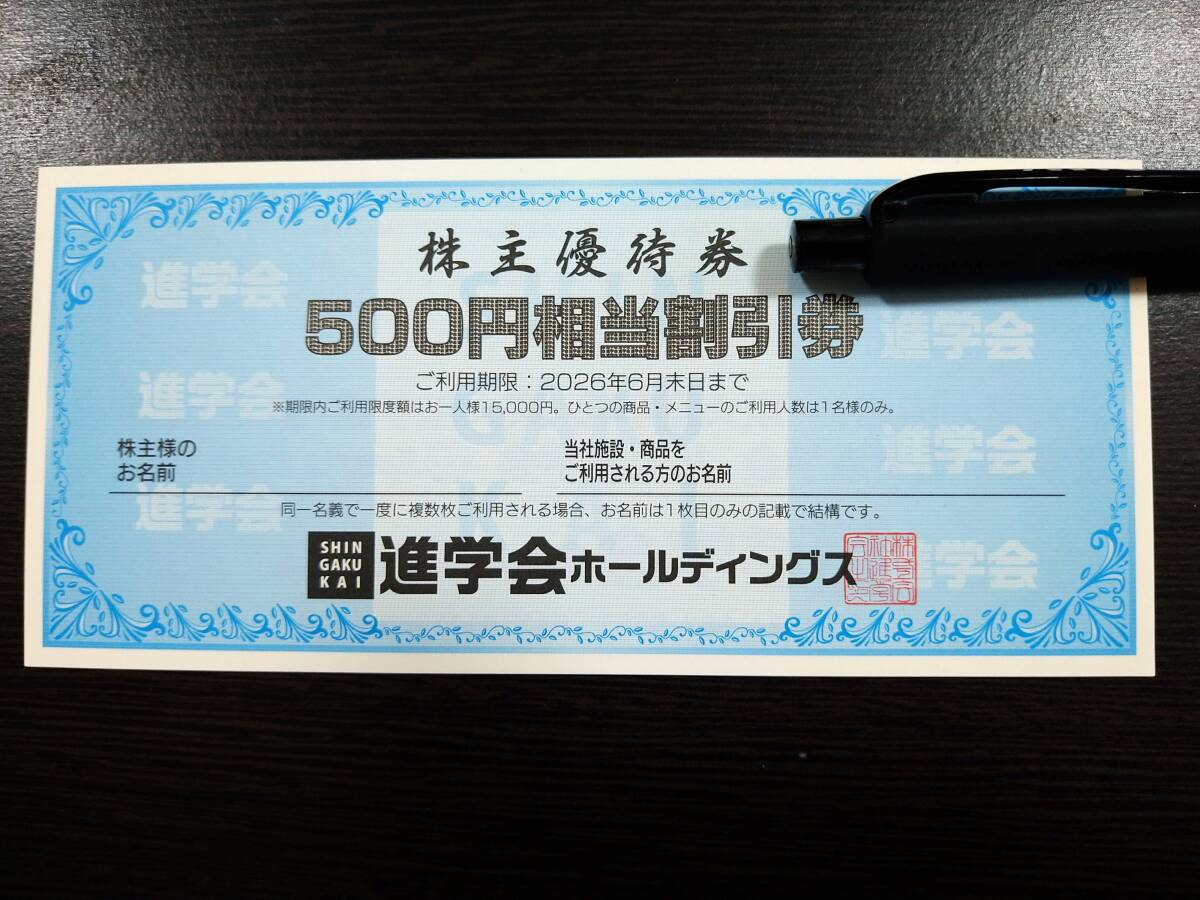 株主優待券
500円相当割引券
ご利用期限：2026年6月末日まで
※期限内ご利用限度額はお一人様15,000円。ひとつの商品・メニューのご利用人数は1名様のみ。
株主様の
お名前
当社施設・商品を
ご利用される方のお名前
同一名義で一度に複数枚ご利用される場合、お名前は1枚目のみの記載で結構です。
SHIN
GAKU
KAI
進学会ホールディングス
進学会
進学会
進学会
進学会
進学会
進学会
SHIN
GAKU
KAI